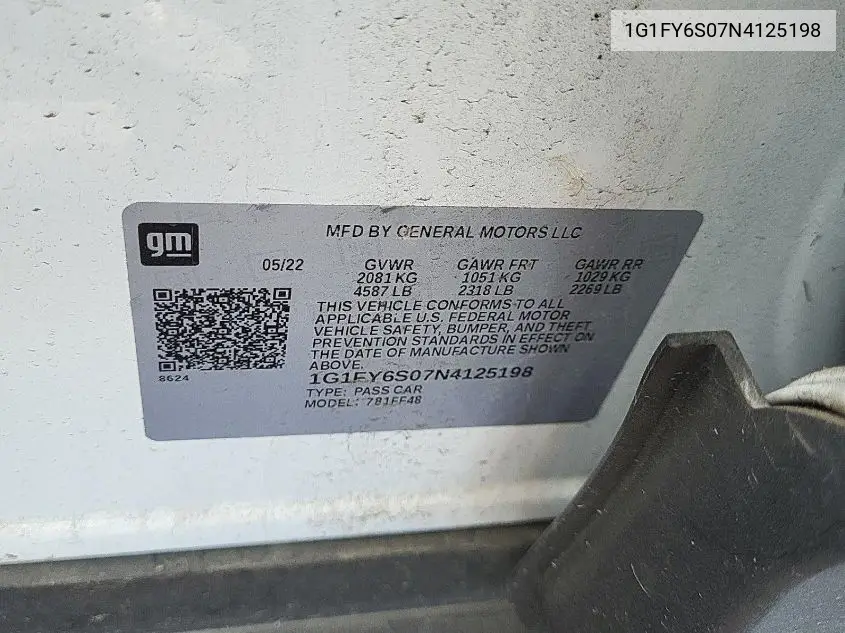 1G1FY6S07N4125198
gm
MFD BY GENERAL MOTORS LLC
05/22 GVWR GAWR FRT GAWR RR
2081 KG 1051 KG 1029 KG
4587 LB 2318 LB 2269 LB
THIS VEHICLE CONFORMS TO ALL
APPLICABLE U.S. FEDERAL MOTOR
VEHICLE SAFETY, BUMPER, AND THEFT
PREVENTION STANDARDS IN EFFECT ON
THE DATE OF MANUFACTURE SHOWN
ABOVE.
8624
1G1FY6S07N4125198
TYPE: PASS CAR
MODEL: 7B1FF48